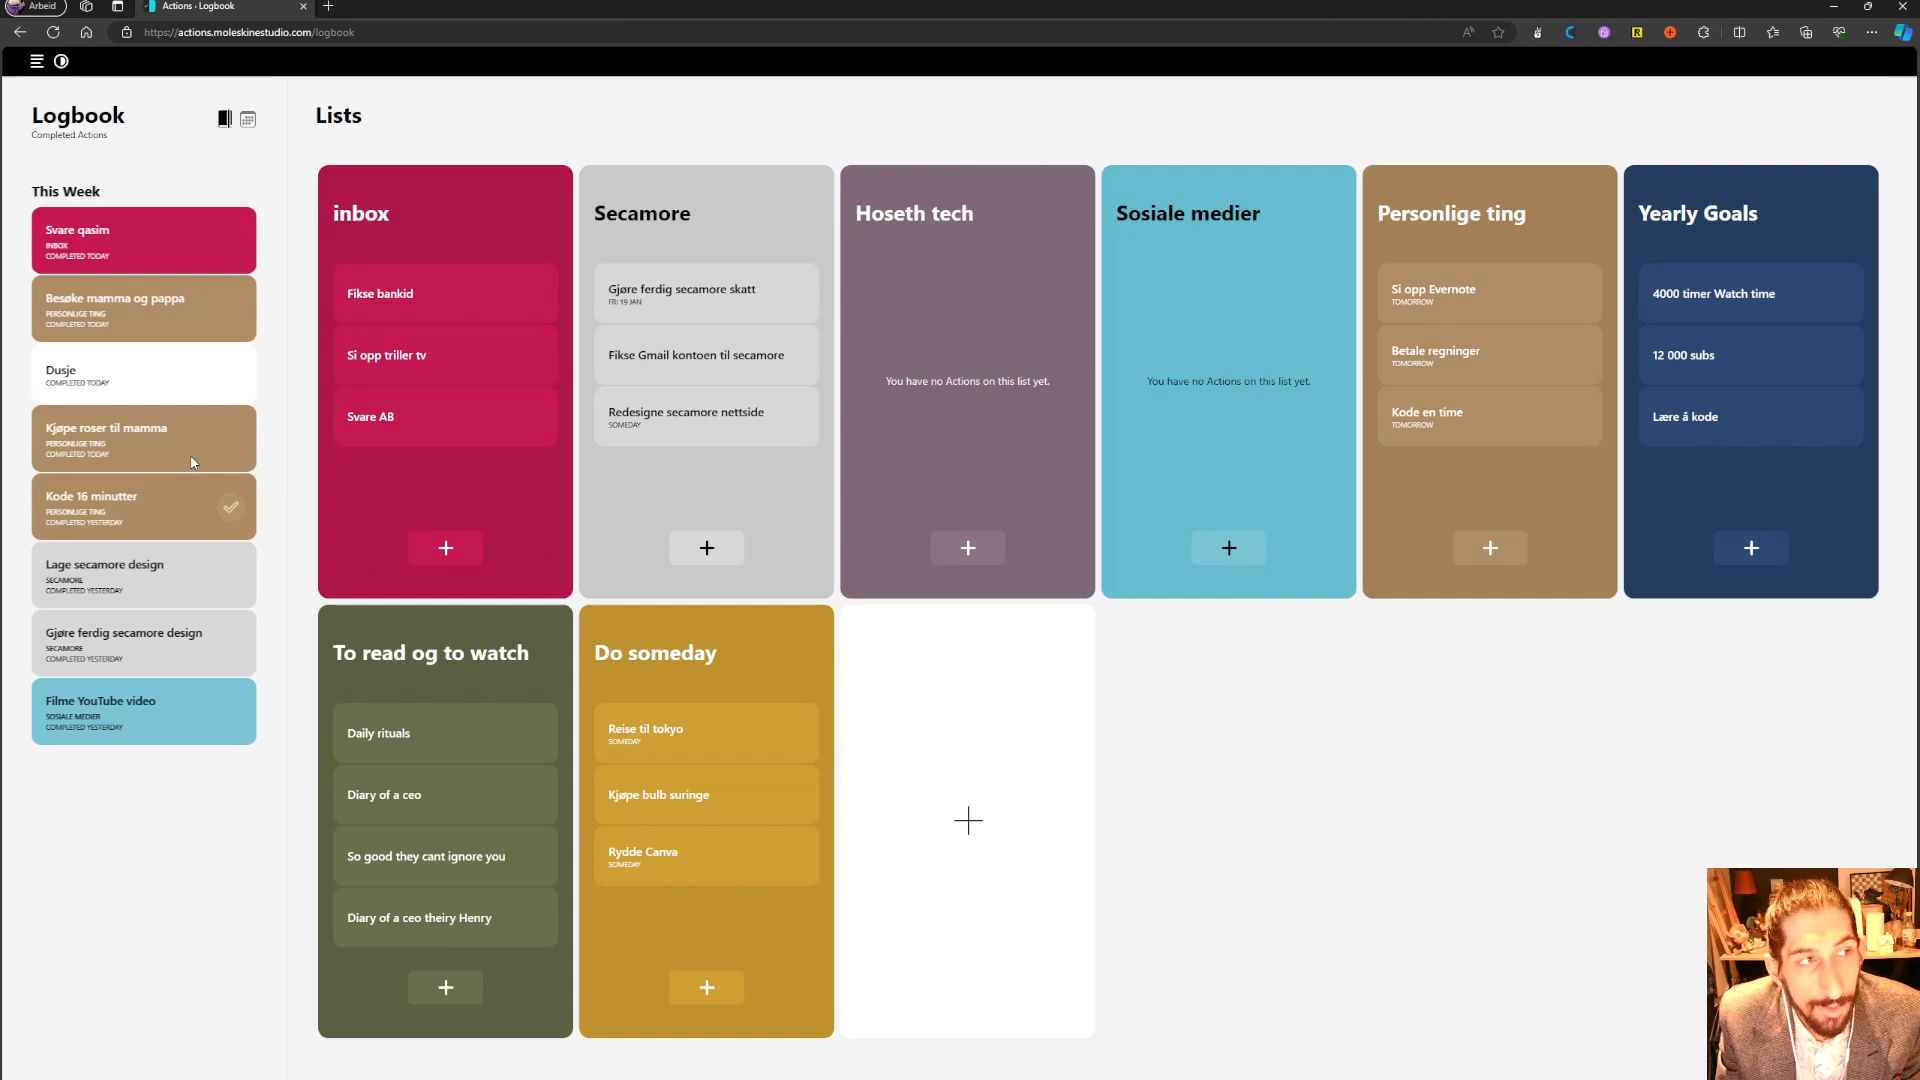 Arbeid
Actions · Logbook
https://actions.moleskinestudio.com/logbook
Logbook
Completed Actions
This Week
Svare qasim
INBOX
COMPLETED TODAY
Besøke mamma og pappa
PERSONLIGE TING
COMPLETED TODAY
Dusje
COMPLETED TODAY
Kjøpe roser til mamma
PERSONLIGE TING
COMPLETED TODAY
Kode 16 minutter
PERSONLIGE TING
COMPLETED YESTERDAY
Lage secamore design
SECAMORE
COMPLETED YESTERDAY
Gjøre ferdig secamore design
SECAMORE
COMPLETED YESTERDAY
Filme YouTube video
SOSIALE MEDIER
COMPLETED YESTERDAY
Lists
inbox
Fikse bankid
Si opp triller tv
Svare AB
Secamore
Gjøre ferdig secamore skatt
FRI 19 JAN
Fikse Gmail kontoen til secamore
Redesigne secamore nettside
SOMEDAY
Hoseth tech
You have no Actions on this list yet.
Sosiale medier
You have no Actions on this list yet.
Personlige ting
Si opp Evernote
TOMORROW
Betale regninger
TOMORROW
Kode en time
TOMORROW
Yearly Goals
4000 timer Watch time
12 000 subs
Lære å kode
To read og to watch
Daily rituals
Diary of a ceo
So good they cant ignore you
Diary of a ceo theiry Henry
Do someday
Reise til tokyo
SOMEDAY
Kjøpe bulb suringe
Rydde Canva
SOMEDAY